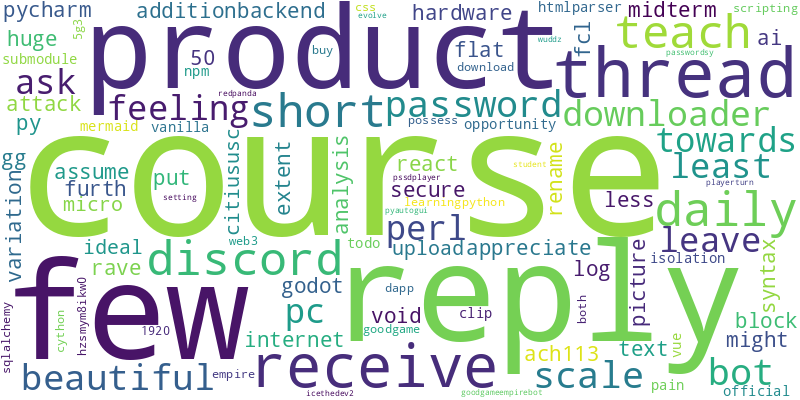 pycharm additionbackend hardware htmlparser midterm scripting
huge product css evolve fcl teach ai
submodule 50 npm flat buy wuddz download passwordsy
ask feeling short password thread
attack redpanda possess opportunity downloader
py mermaid vanilla course towards
gg assume put citiususc extent analysis react secure rename least
variation furth micro learningpython student playerturn
setting pssdplayer pyautogui less daily
few discord web3 perl reply leave
ideal rave todo uploadappreciate log picture isolation syntax
hzsmym8ikw0 godot dapp void clip both block
sqlalchemy cython 1920 pc internet goodgame text vue might
beautiful empire receive ach113 scale pain bot
icethedev2 goodgameempirebot official
5g3